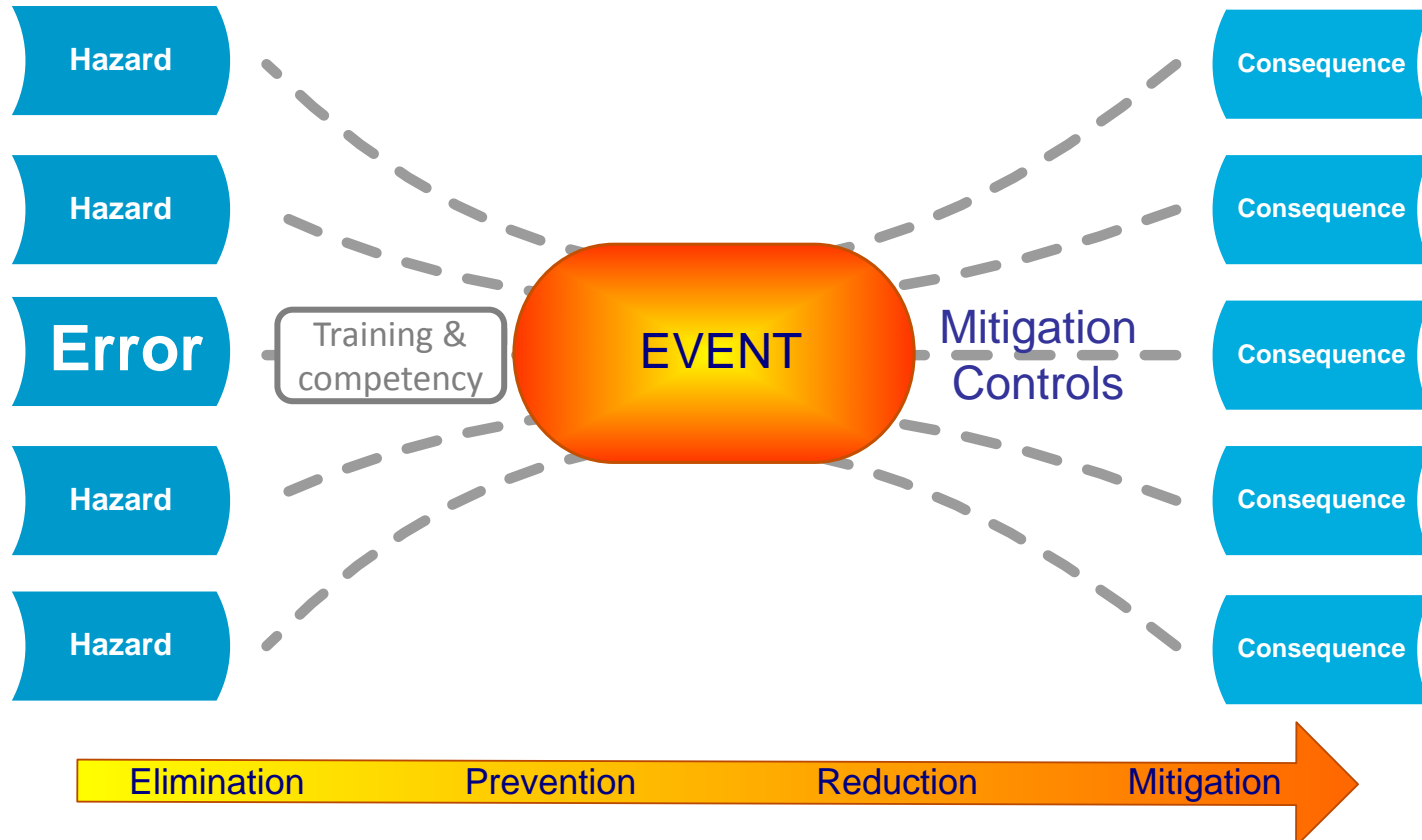 Hazard
Consequence
Hazard
Consequence
Error
Training &
competency
EVENT
Mitigation
Controls
Consequence
Hazard
Consequence
Hazard
Consequence
Elimination Prevention Reduction Mitigation